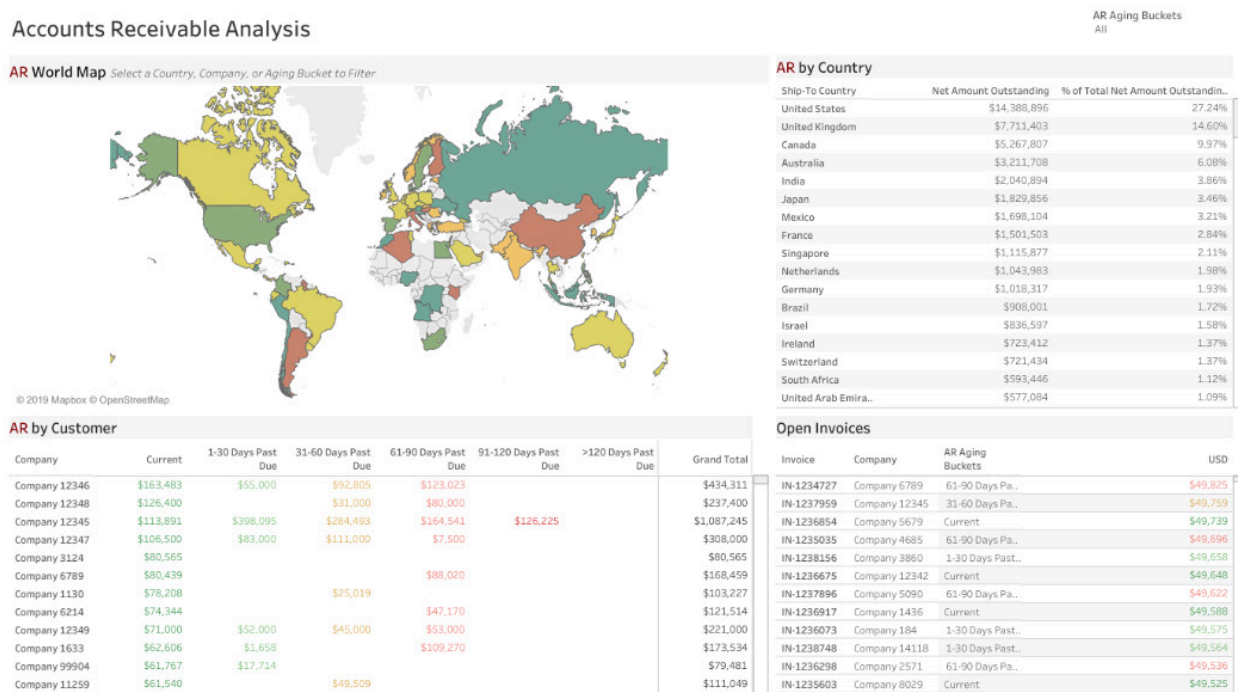 Accounts Receivable Analysis
AR Aging Buckets
All
AR World Map Select a Country, Company, or Aging Bucket to Filter
© 2019 Mapbox © OpenStreetMap
AR by Country
Ship-To Country Net Amount Outstanding % of Total Net Amount Outstandin..
United States $14,388,896 27.24%
United Kingdom $7,711,403 14.60%
Canada $5,267,807 9.97%
Australia $3,211,708 6.08%
India $2,040,894 3.86%
Japan $1,829,856 3.46%
Mexico $1,698,104 3.21%
France $1,501,503 2.84%
Singapore $1,115,877 2.11%
Netherlands $1,043,983 1.98%
Germany $1,018,317 1.93%
Brazil $908,001 1.72%
Israel $836,597 1.58%
Ireland $723,412 1.37%
Switzerland $721,434 1.37%
South Africa $593,446 1.12%
United Arab Emira.. $577,084 1.09%
AR by Customer
Company Current 1-30 Days Past Due 31-60 Days Past Due 61-90 Days Past Due 91-120 Days Past Due >120 Days Past Due Grand Total
Company 12346 $163,483 $55,000 $92,805 $123,023 $434,311
Company 12348 $126,400 $31,000 $80,000 $237,400
Company 12345 $113,891 $398,095 $284,493 $164,541 $126,225 $1,087,245
Company 12347 $106,500 $83,000 $111,000 $7,500 $308,000
Company 3124 $80,565 $80,565
Company 6789 $80,439 $88,020 $168,459
Company 1130 $78,208 $25,019 $103,227
Company 6214 $74,344 $47,170 $121,514
Company 12349 $71,000 $52,000 $45,000 $53,000 $221,000
Company 1633 $62,606 $1,658 $109,270 $173,534
Company 99904 $61,767 $17,714 $79,481
Company 11259 $61,540 $49,509 $111,049
Open Invoices
Invoice Company AR Aging Buckets USD
IN-1234727 Company 6789 61-90 Days Pa.. $49,825
IN-1237959 Company 12345 31-60 Days Pa.. $49,759
IN-1236854 Company 5679 Current $49,739
IN-1235035 Company 4685 61-90 Days Pa.. $49,696
IN-1238156 Company 3860 1-30 Days Past.. $49,658
IN-1236675 Company 12342 Current $49,648
IN-1237896 Company 5090 61-90 Days Pa.. $49,622
IN-1236917 Company 1436 Current $49,588
IN-1236073 Company 184 1-30 Days Past.. $49,575
IN-1238748 Company 14118 1-30 Days Past.. $49,564
IN-1236298 Company 2571 61-90 Days Pa.. $49,536
IN-1235603 Company 8029 Current $49,525